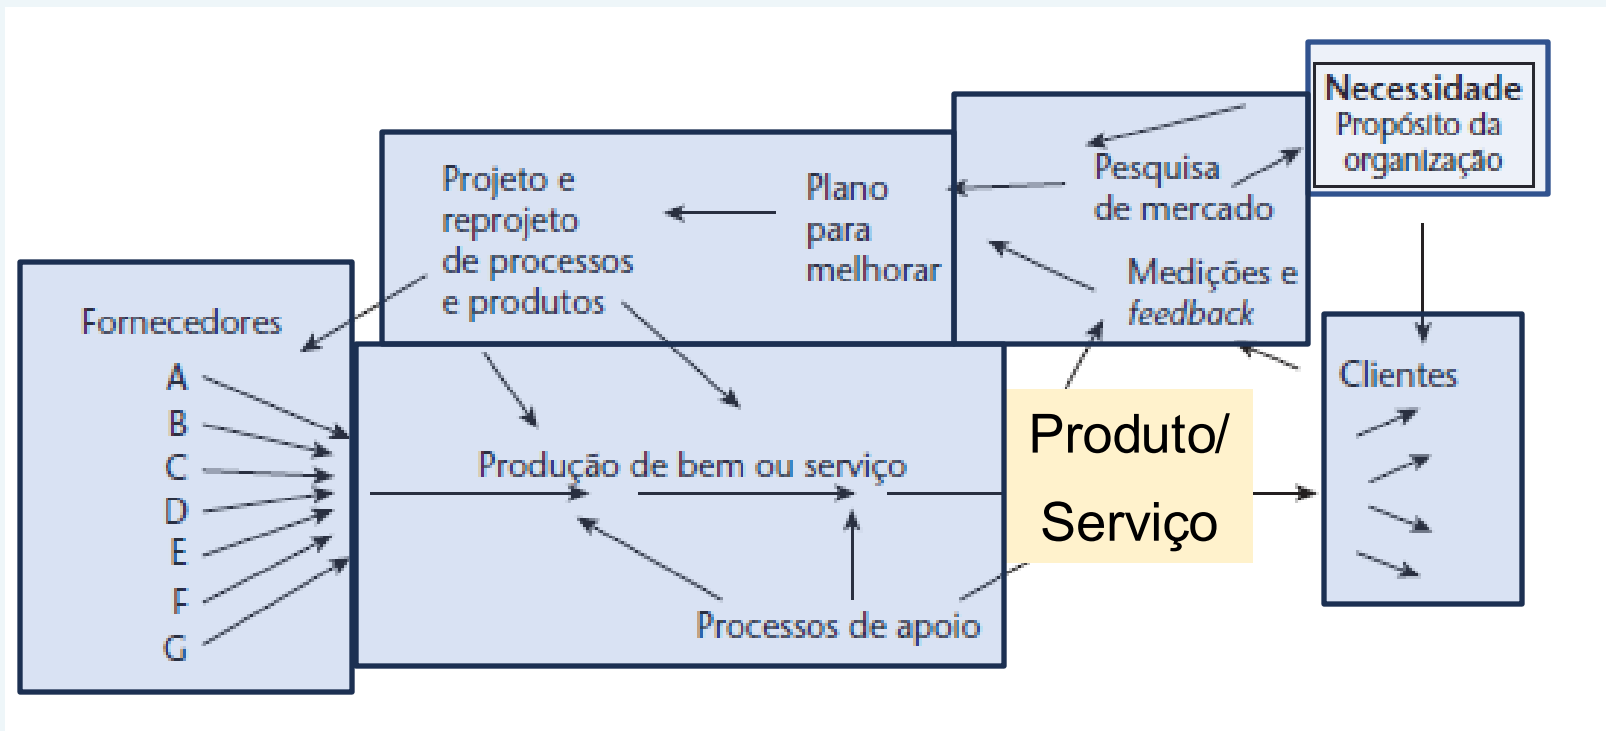 Necessidade
Propósito da
organização
Pesquisa
de mercado
Medições e
feedback
Plano
para
melhorar
Projeto e
reprojeto
de processos
e produtos
Fornecedores
A
B
C
D
E
F
G
Produção de bem ou serviço
Processos de apoio
Produto/
Serviço
Clientes